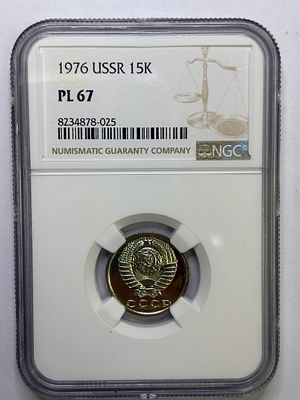 1976 USSR 15K
PL 67
8234878-025
NUMISMATIC GUARANTY COMPANY
NGC
СССР